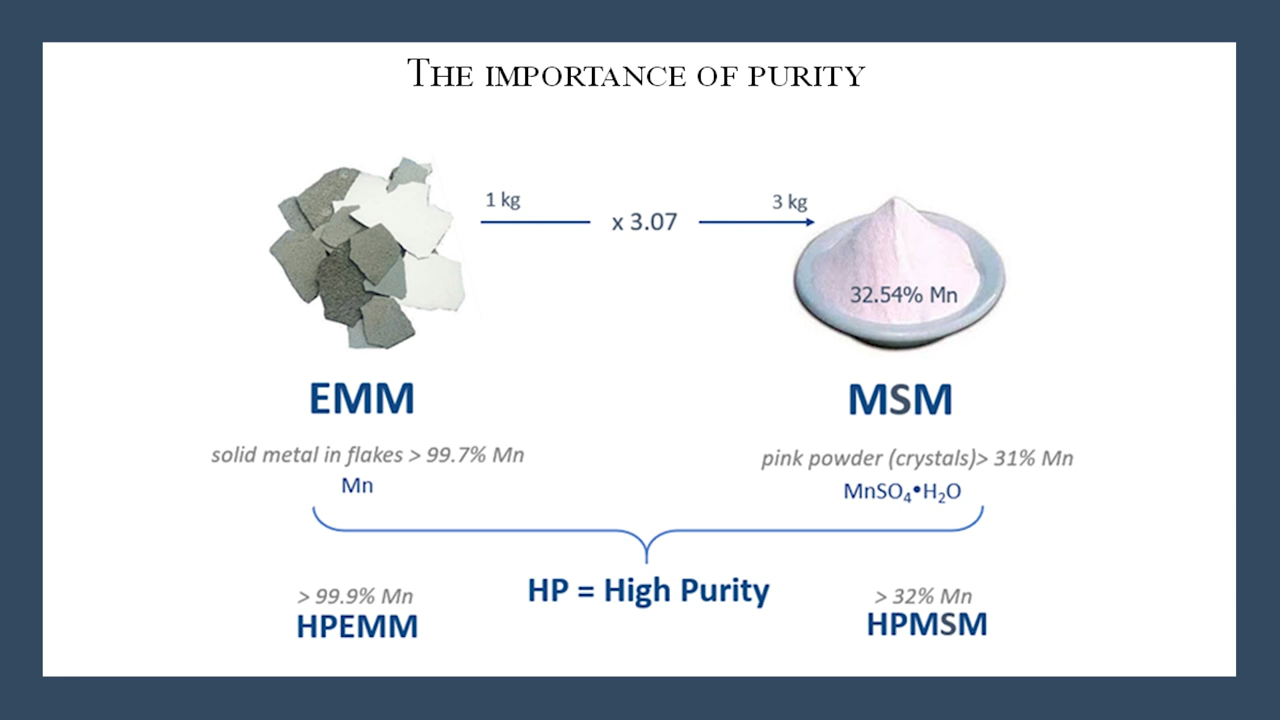 THE IMPORTANCE OF PURITY
1 kg
x 3.07
3 kg
32.54% Mn
EMM
MSM
solid metal in flakes > 99.7% Mn
pink powder (crystals)> 31% Mn
Mn
MnSO₄•H₂O
HP = High Purity
> 99.9% Mn
> 32% Mn
HPEMM
HPMSM